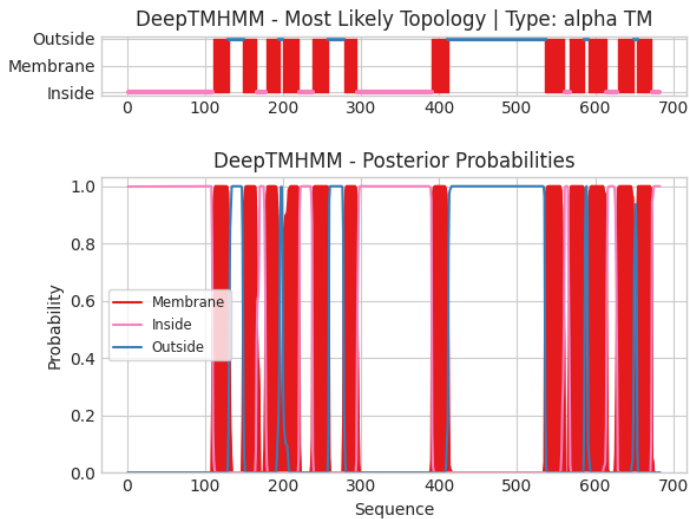 DeepTMHMM - Most Likely Topology | Type: alpha TM
Outside
Membrane
Inside
0 100 200 300 400 500 600 700
DeepTMHMM - Posterior Probabilities
1.0
0.8
0.6
0.4
0.2
0.0
Probability
Membrane
Inside
Outside
0 100 200 300 400 500 600 700
Sequence